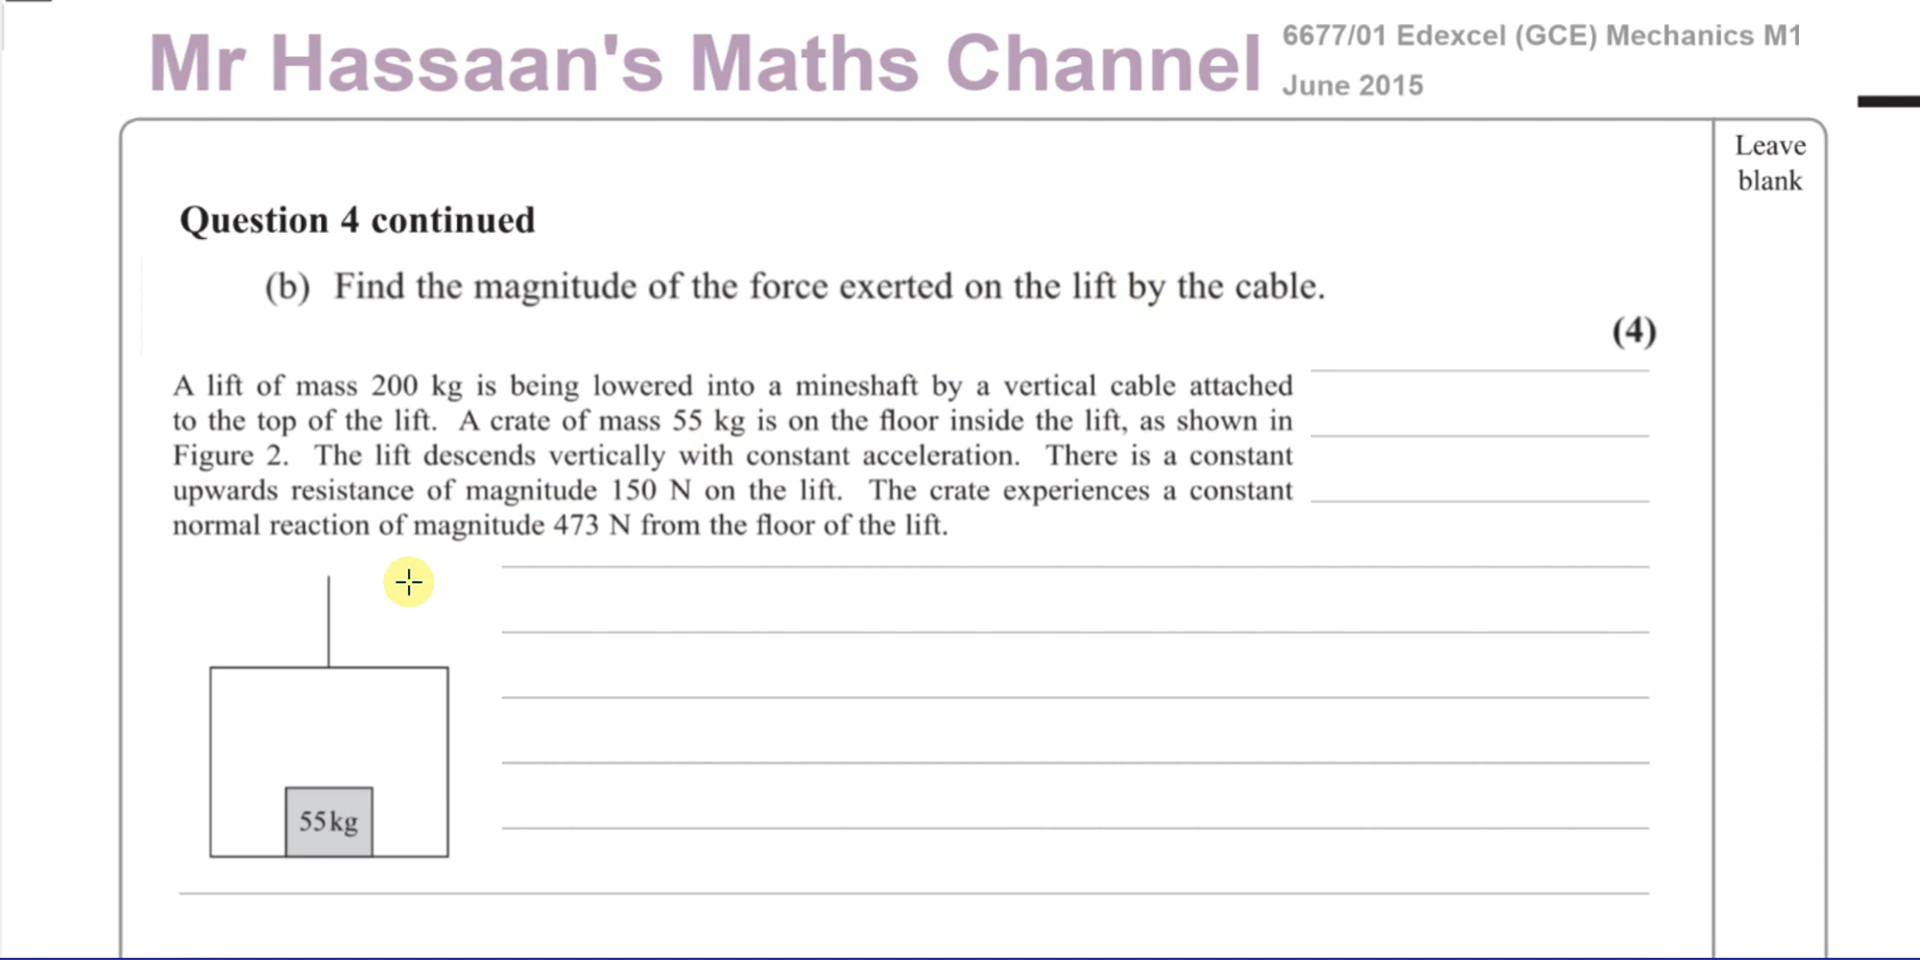 Mr Hassaan's Maths Channel
6677/01 Edexcel (GCE) Mechanics M1
June 2015
Leave
blank
Question 4 continued
(b) Find the magnitude of the force exerted on the lift by the cable.
(4)
A lift of mass 200 kg is being lowered into a mineshaft by a vertical cable attached
to the top of the lift. A crate of mass 55 kg is on the floor inside the lift, as shown in
Figure 2. The lift descends vertically with constant acceleration. There is a constant
upwards resistance of magnitude 150 N on the lift. The crate experiences a constant
normal reaction of magnitude 473 N from the floor of the lift.
55kg